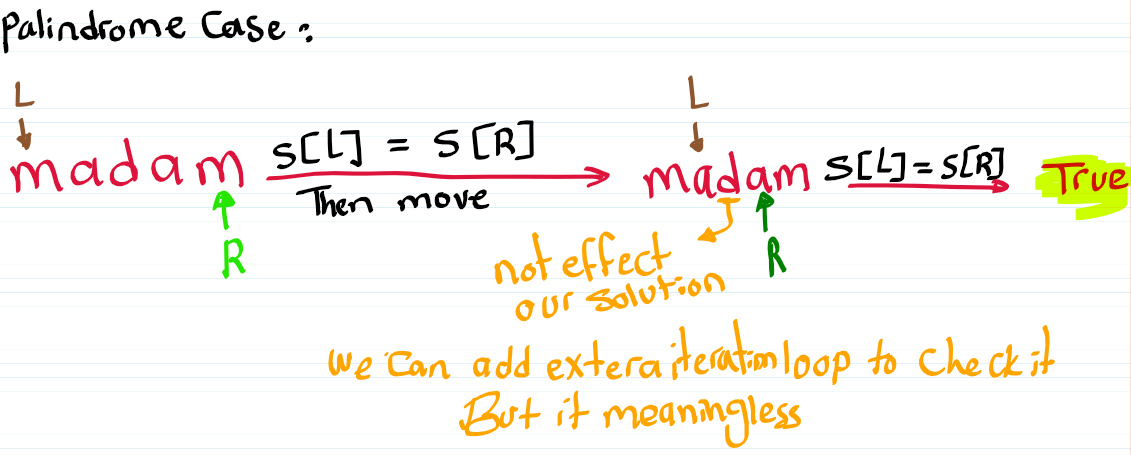 Palindrome Case :
L
L
madam S[L] = S[R] Then move madam S[L]=S[R] True
R
R
not effect
our solution
we can add extera iteration loop to check it
But it meaningless